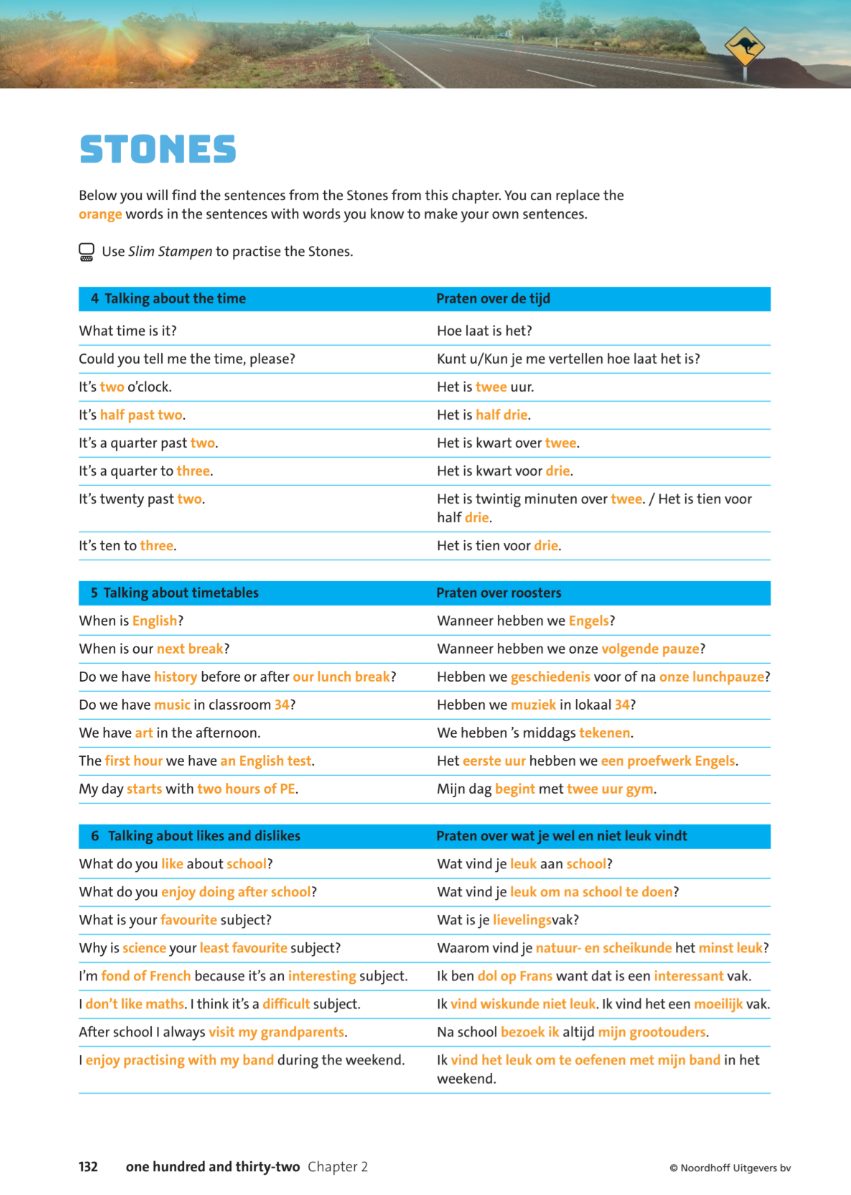 STONES
Below you will find the sentences from the Stones from this chapter. You can replace the
orange words in the sentences with words you know to make your own sentences.
Use Slim Stampen to practise the Stones.
4 Talking about the time Praten over de tijd
What time is it? Hoe laat is het?
Could you tell me the time, please? Kunt u/Kun je me vertellen hoe laat het is?
It's two o'clock. Het is twee uur.
It's half past two. Het is half drie.
It's a quarter past two. Het is kwart over twee.
It's a quarter to three. Het is kwart voor drie.
It's twenty past two. Het is twintig minuten over twee. / Het is tien voor
half drie.
It's ten to three. Het is tien voor drie.
5 Talking about timetables Praten over roosters
When is English? Wanneer hebben we Engels?
When is our next break? Wanneer hebben we onze volgende pauze?
Do we have history before or after our lunch break? Hebben we geschiedenis voor of na onze lunchpauze?
Do we have music in classroom 34? Hebben we muziek in lokaal 34?
We have art in the afternoon. We hebben 's middags tekenen.
The first hour we have an English test. Het eerste uur hebben we een proefwerk Engels.
My day starts with two hours of PE. Mijn dag begint met twee uur gym.
6 Talking about likes and dislikes Praten over wat je wel en niet leuk vindt
What do you like about school? Wat vind je leuk aan school?
What do you enjoy doing after school? Wat vind je leuk om na school te doen?
What is your favourite subject? Wat is je lievelingsvak?
Why is science your least favourite subject? Waarom vind je natuur- en scheikunde het minst leuk?
I'm fond of French because it's an interesting subject. Ik ben dol op Frans want dat is een interessant vak.
I don't like maths. I think it's a difficult subject. Ik vind wiskunde niet leuk. Ik vind het een moeilijk vak.
After school I always visit my grandparents. Na school bezoek ik altijd mijn grootouders.
I enjoy practising with my band during the weekend. Ik vind het leuk om te oefenen met mijn band in het
weekend.
132 one hundred and thirty-two Chapter 2 © Noordhoff Uitgevers bv